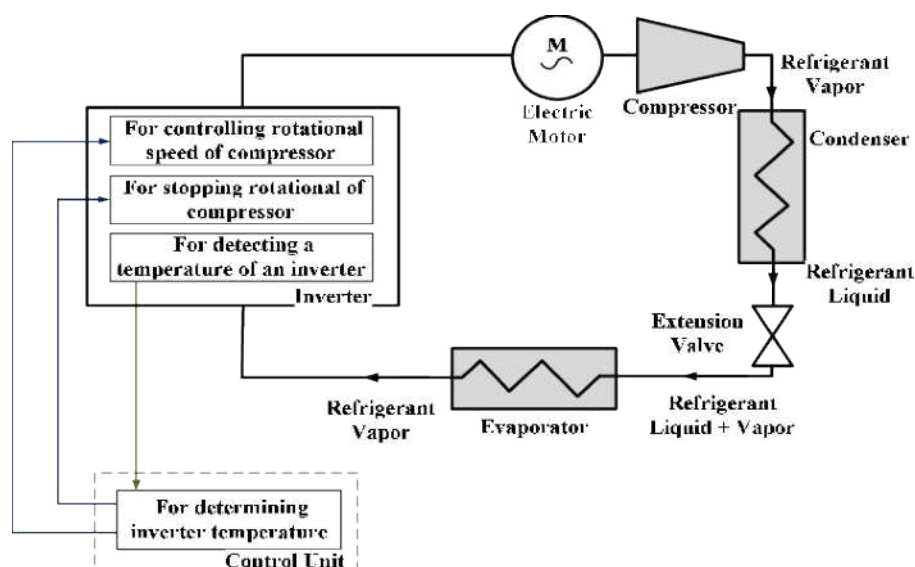 M
Electric
Motor
Compressor
Refrigerant
Vapor
Condenser
For controlling rotational
speed of compressor
For stopping rotational of
compressor
For detecting a
temperature of an inverter
Inverter
Refrigerant
Liquid
Extension
Valve
Refrigerant
Vapor
Evaporator
Refrigerant
Liquid + Vapor
For determining
inverter temperature
Control Unit